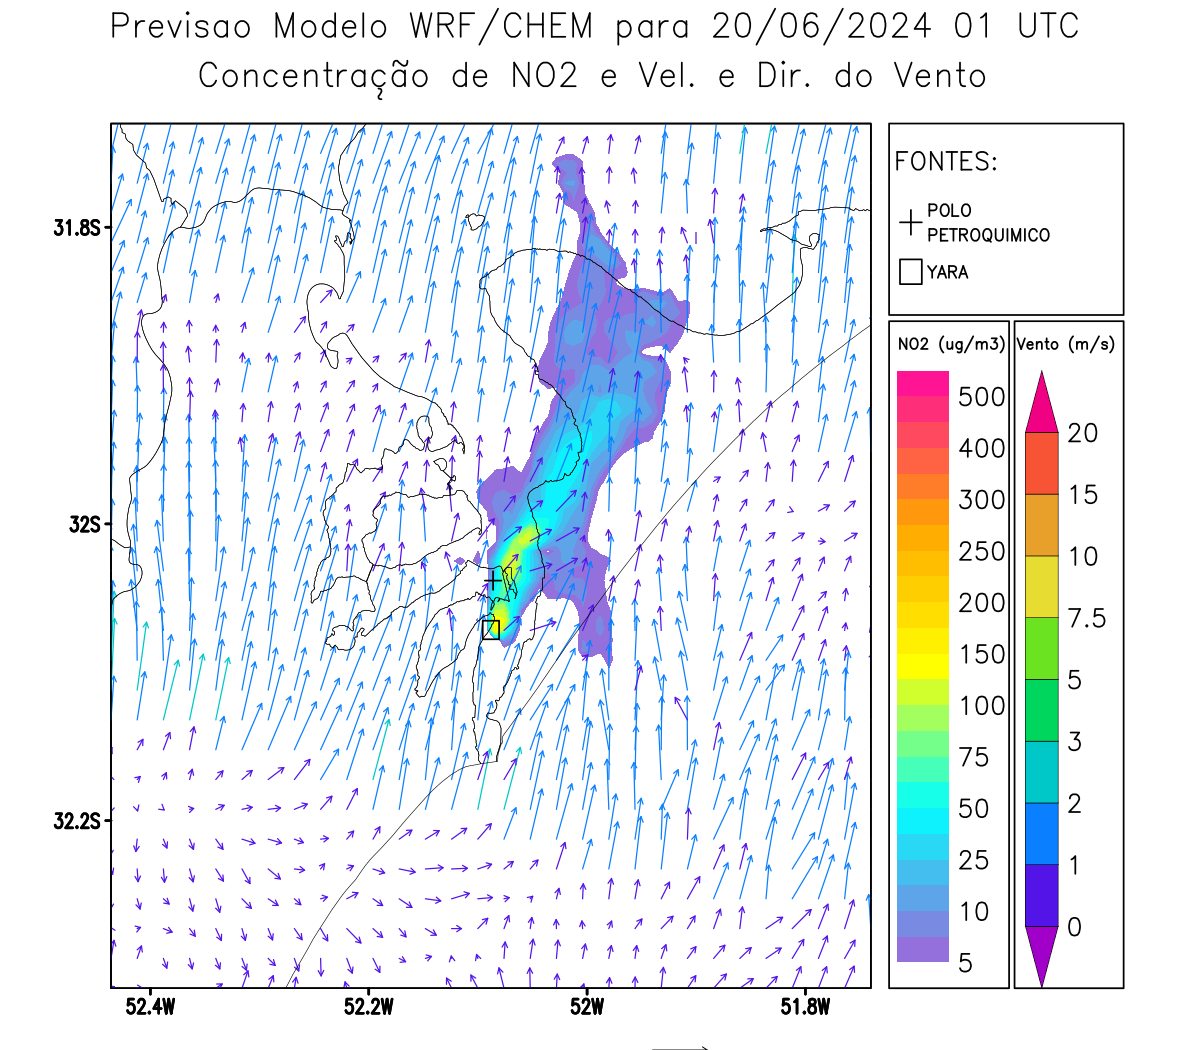 Previsao Modelo WRF/CHEM para 20/06/2024 01 UTC
Concentração de NO2 e Vel. e Dir. do Vento
FONTES:
POLO
PETROQUIMICO
YARA
NO2 (ug/m3)
500
400
300
250
200
150
100
75
50
25
10
5
Vento (m/s)
20
15
10
7.5
5
3
2
1
0
31.8S
32S
32.2S
52.4W
52.2W
52W
51.8W